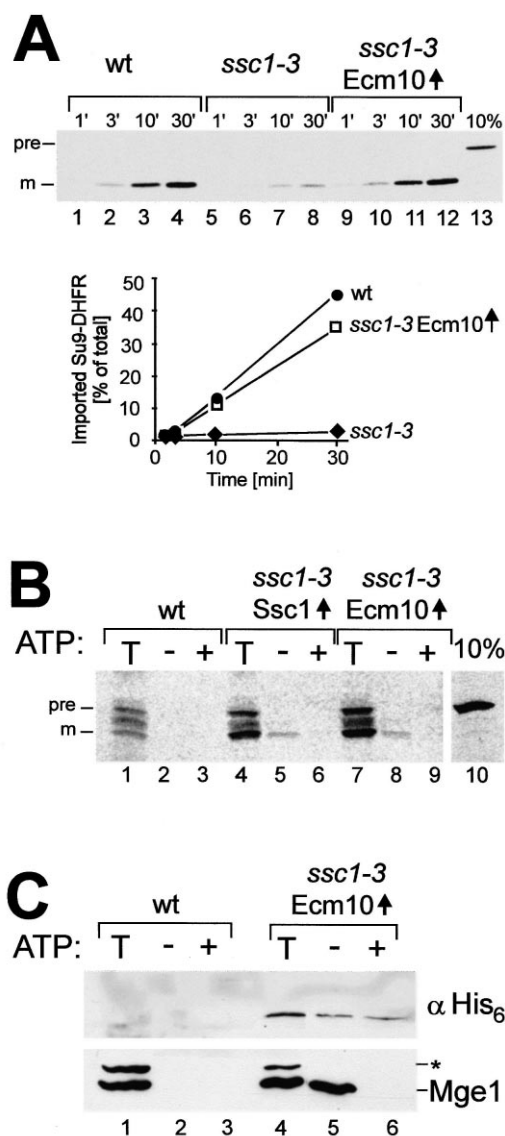 A
wt
ssc1-3
ssc1-3
Ecm10↑
1' 3' 10' 30' 1' 3' 10' 30' 1' 3' 10' 30' 10%
pre
m
1 2 3 4 5 6 7 8 9 10 11 12 13
Imported Su9-DHFR
[% of total]
50
40
30
20
10
0
wt
ssc1-3 Ecm10↑
ssc1-3
0 10 20 30
Time [min]
B
wt
ssc1-3
Ssc1↑
ssc1-3
Ecm10↑
ATP: T - + T - + T - + 10%
pre
m
1 2 3 4 5 6 7 8 9 10
C
wt
ssc1-3
Ecm10↑
ATP: T - + T - +
α His6
*
Mge1
1 2 3 4 5 6